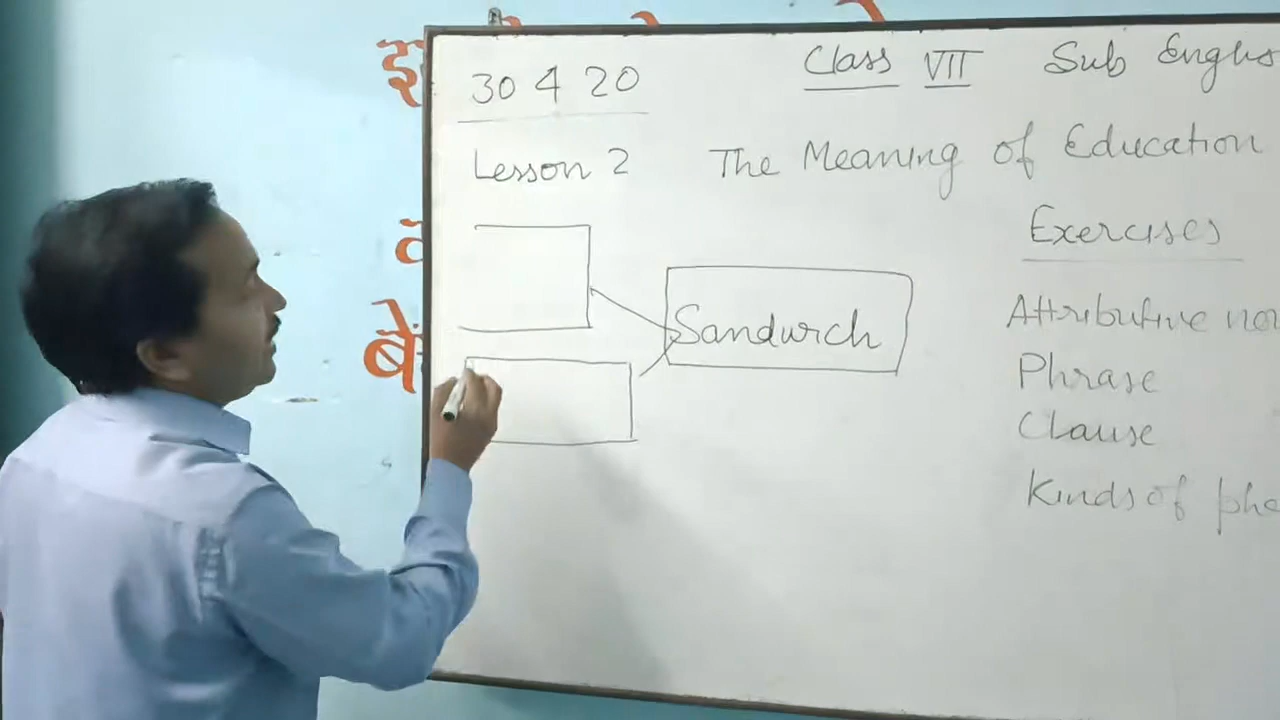 30 4 20 Class VII Sub Englis
Lesson 2 The Meaning of Education
Exercises
Sandwich
Attributive
Phrase
Clause
Kinds of